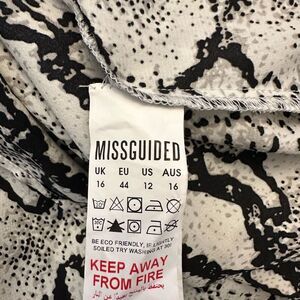 MISSGUIDED
UK EU US AUS
16 44 12 16
BE ECO FRIENDLY, IF LIGHTLY
SOILED TRY WASHING AT 30°
KEEP AWAY
FROM FIRE